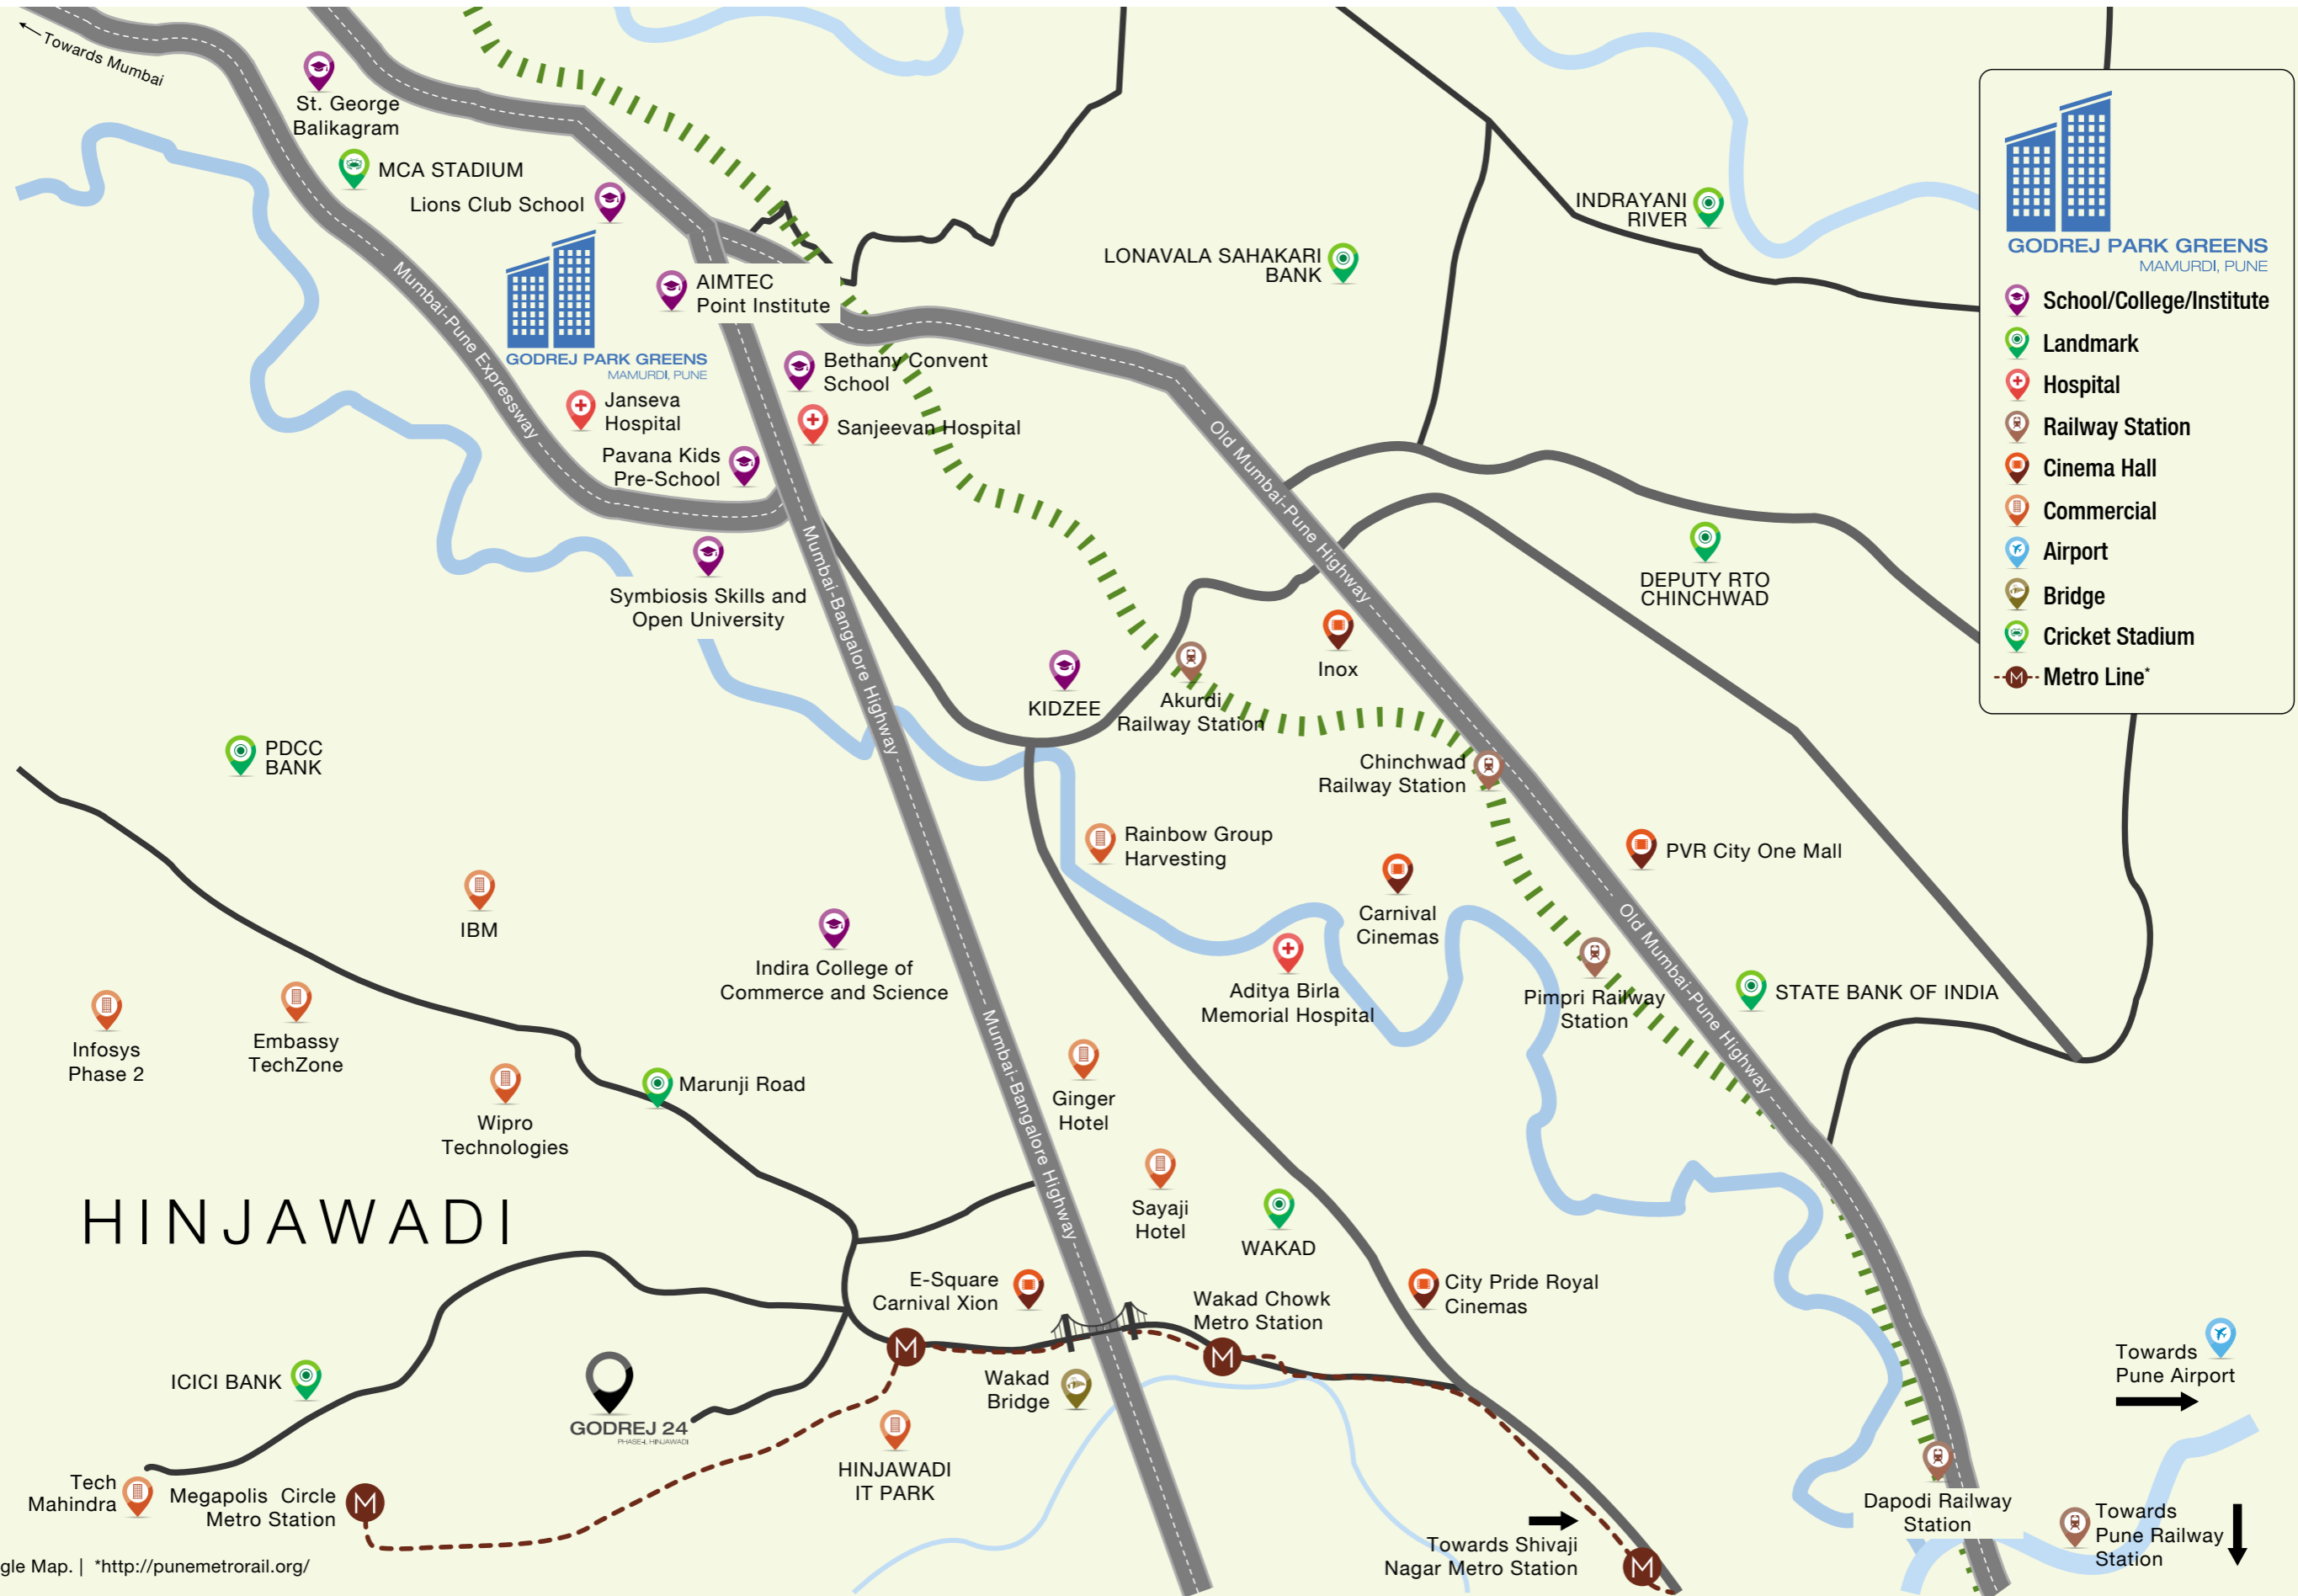 Towards Mumbai
St. George
Balikagram
MCA STADIUM
Lions Club School
GODREJ PARK GREENS
MAMURDI, PUNE
AIMTEC
Point Institute
Mumbai-Pune Expressway
Janseva
Hospital
Pavana Kids
Pre-School
Bethany Convent
School
Sanjeevan Hospital
Symbiosis Skills and
Open University
Mumbai-Bangalore Highway
LONAVALA SAHAKARI
BANK
INDRAYANI
RIVER
Old Mumbai-Pune Highway
DEPUTY RTO
CHINCHWAD
Inox
KIDZEE
Akurdi
Railway Station
Chinchwad
Railway Station
GODREJ PARK GREENS
MAMURDI, PUNE
School/College/Institute
Landmark
Hospital
Railway Station
Cinema Hall
Commercial
Airport
Bridge
Cricket Stadium
M
Metro Line*
PDCC
BANK
IBM
Infosys
Phase 2
Embassy
TechZone
Wipro
Technologies
Marunji Road
Indira College of
Commerce and Science
Rainbow Group
Harvesting
Carnival
Cinemas
Aditya Birla
Memorial Hospital
PVR City One Mall
Pimpri Railway
Station
Old Mumbai-Pune Highway
STATE BANK OF INDIA
Mumbai-Bangalore Highway
Ginger
Hotel
Sayaji
Hotel
WAKAD
HINJAWADI
E-Square
Carnival Xion
M
Wakad Chowk
Metro Station
M
City Pride Royal
Cinemas
Wakad
Bridge
ICICI BANK
GODREJ 24
PHASE-I, HINJAWADI
HINJAWADI
IT PARK
Tech
Mahindra
Megapolis Circle
Metro Station
M
Towards Shivaji
Nagar Metro Station
M
Dapodi Railway
Station
Towards
Pune Airport
Towards
Pune Railway
Station
gle Map. | *http://punemetrorail.org/